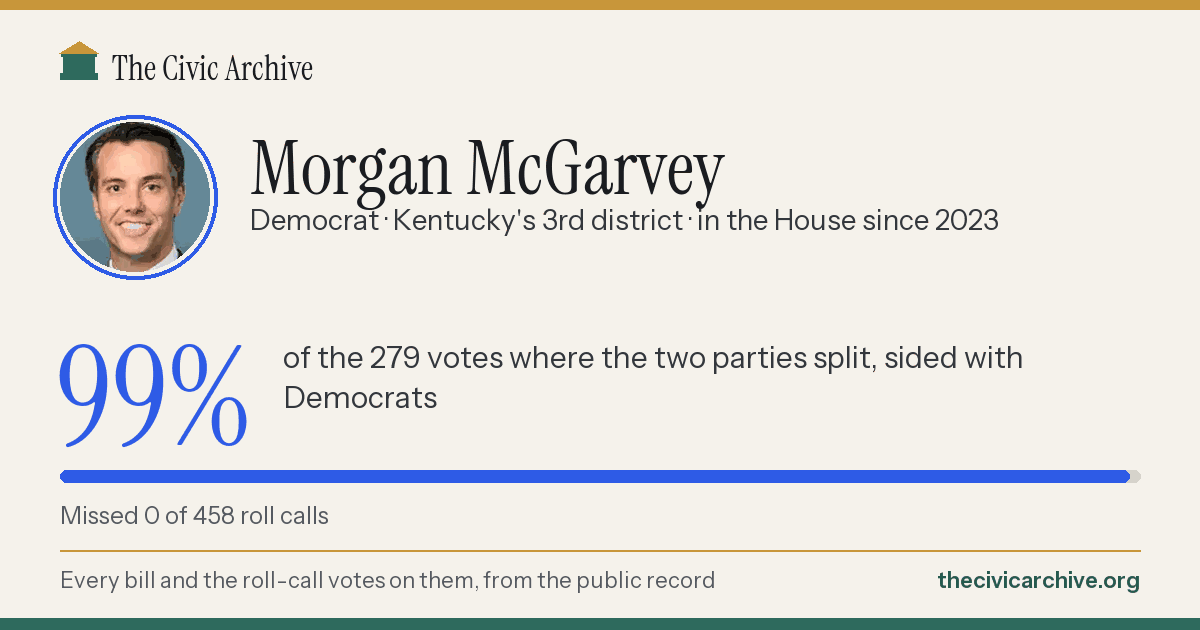 The Civic Archive
Morgan McGarvey
Democrat · Kentucky's 3rd district · in the House since 2023
99%
of the 279 votes where the two parties split, sided with
Democrats
Missed 0 of 458 roll calls
Every bill and the roll-call votes on them, from the public record
thecivicarchive.org